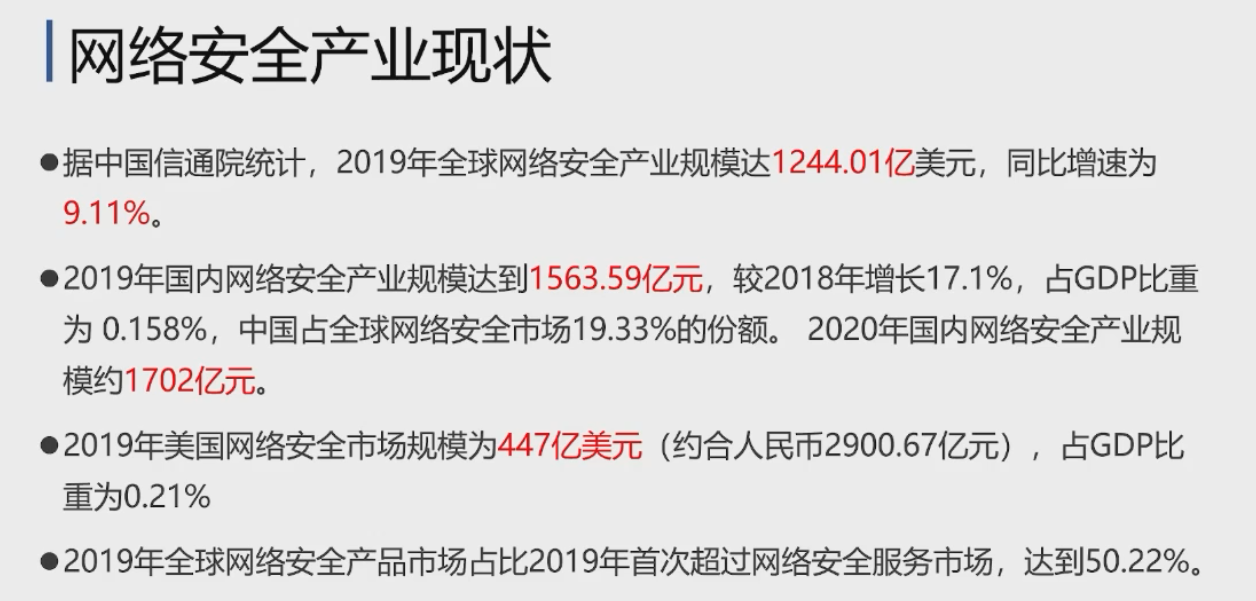 网络安全产业现状
●据中国信通院统计，2019年全球网络安全产业规模达1244.01亿美元，同比增速为
9.11%。
●2019年国内网络安全产业规模达到1563.59亿元，较2018年增长17.1%，占GDP比重
为 0.158%，中国占全球网络安全市场19.33%的份额。 2020年国内网络安全产业规
模约1702亿元。
●2019年美国网络安全市场规模为447亿美元（约合人民币2900.67亿元），占GDP比
重为0.21%
●2019年全球网络安全产品市场占比2019年首次超过网络安全服务市场，达到50.22%。